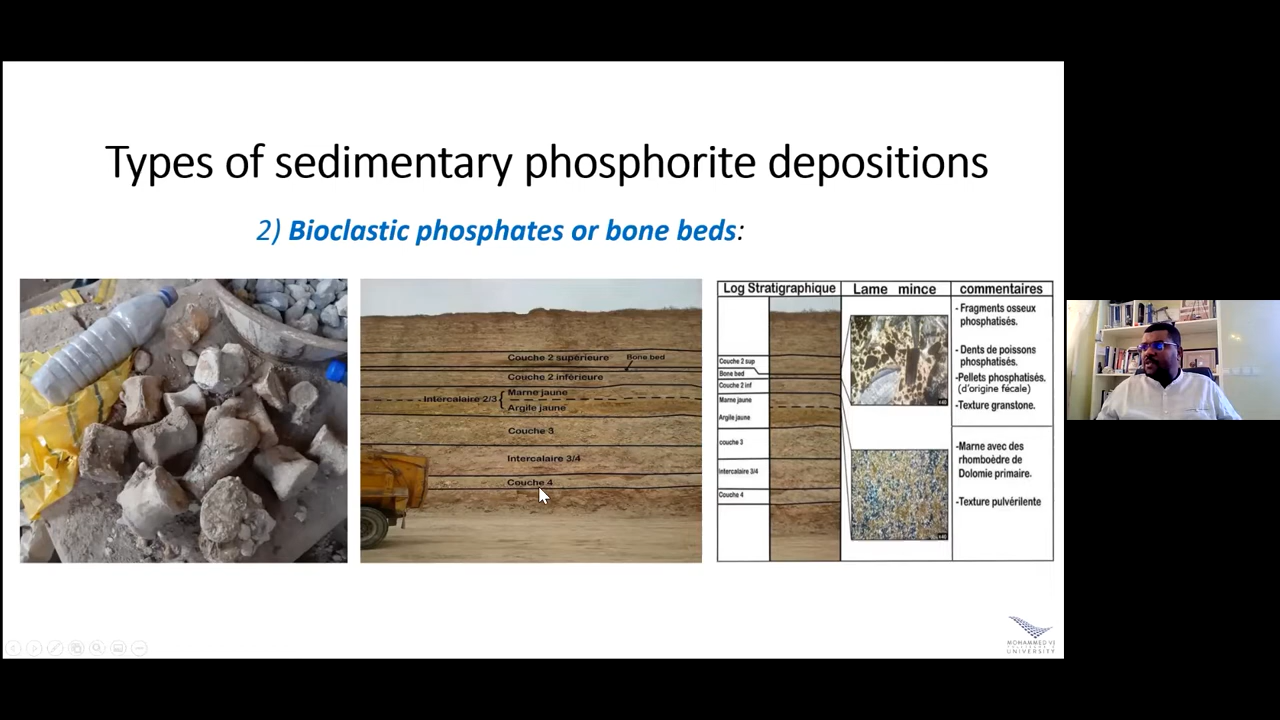 Types of sedimentary phosphorite depositions
2) Bioclastic phosphates or bone beds:
Couche 2 supérieure
Bone bed
Couche 2 inférieure
Intercalaire 2/3
Marne jaune
Argile jaune
Couche 3
Intercalaire 3/4
Couche 4
Log Stratigraphique
Lame mince
commentaires
Couche 2 sup
Bone bed
Couche 2 inf
Marne jaune
Argile jaune
couche 3
Intercalaire 3/4
Couche 4
- Fragments osseux
phosphatisés.
- Dents de poissons
phosphatisés.
-Pellets phosphatisés.
(d'origine fécale)
-Texture granstone.
-Marne avec des
rhomboèdre de
Dolomie primaire.
-Texture pulvérilente
MOHAMMED VI
POLYTECHNIC
UNIVERSITY